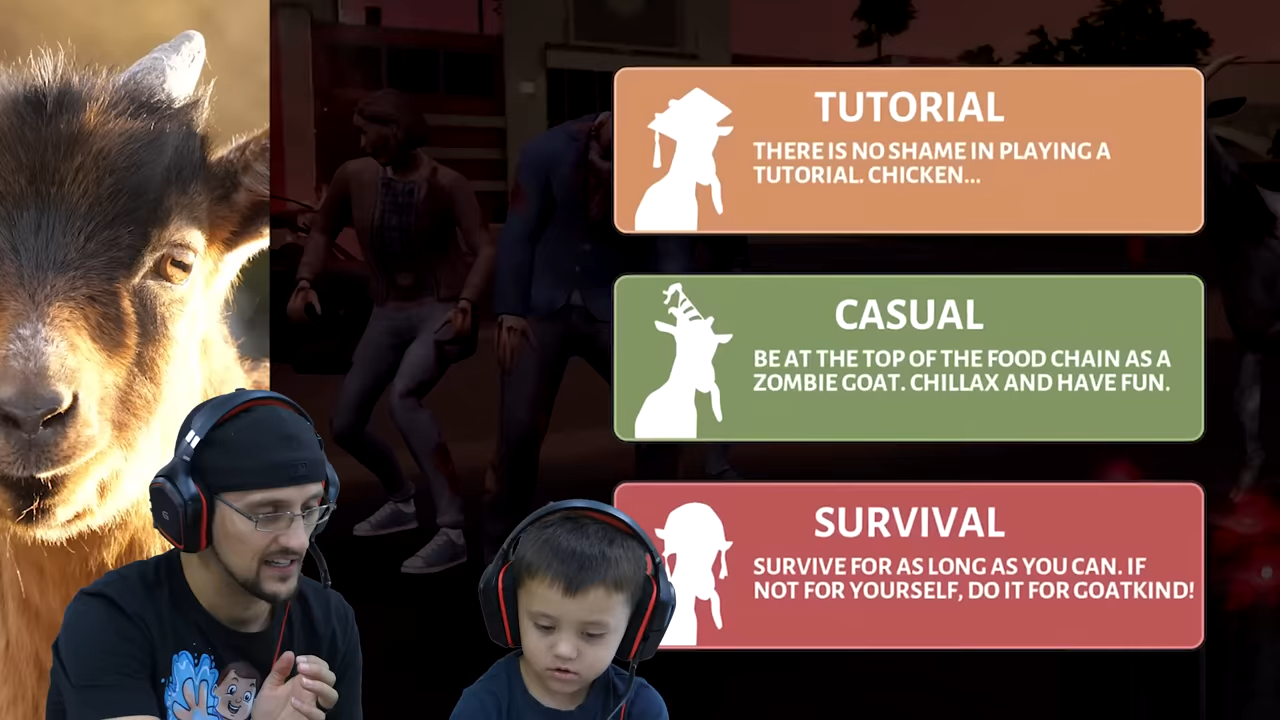 TUTORIAL
THERE IS NO SHAME IN PLAYING A
TUTORIAL. CHICKEN...
CASUAL
BE AT THE TOP OF THE FOOD CHAIN AS A
ZOMBIE GOAT. CHILLAX AND HAVE FUN.
SURVIVAL
SURVIVE FOR AS LONG AS YOU CAN. IF
NOT FOR YOURSELF, DO IT FOR GOATKIND!